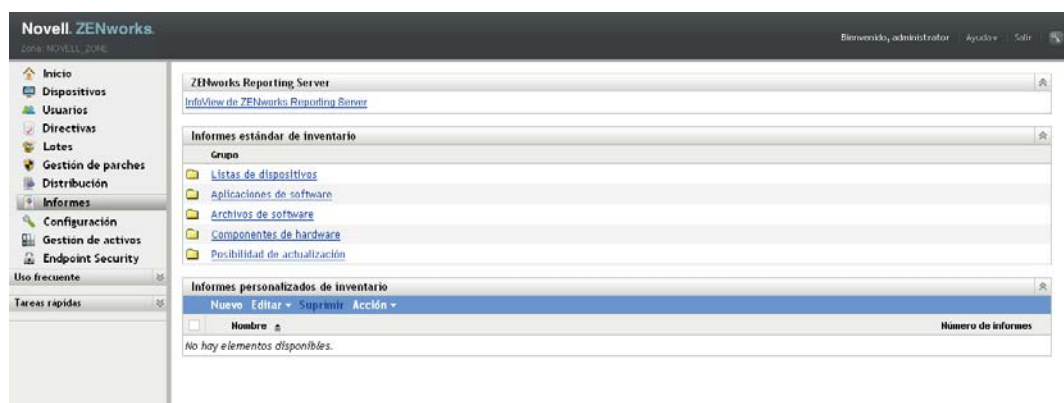 Novell ZENworks.
Zona: NOVELL_ZONE
Bienvenido, administrator Ayuda Salir
Inicio
Dispositivos
Usuarios
Directivas
Lotes
Gestión de parches
Distribución
Informes
Configuración
Gestión de activos
Endpoint Security
Uso frecuente
Tareas rápidas
ZENworks Reporting Server
InfoView de ZENworks Reporting Server
Informes estándar de inventario
Grupo
Listas de dispositivos
Aplicaciones de software
Archivos de software
Componentes de hardware
Posibilidad de actualización
Informes personalizados de inventario
Nuevo Editar Suprimir Acción
Nombre Número de informes
No hay elementos disponibles.